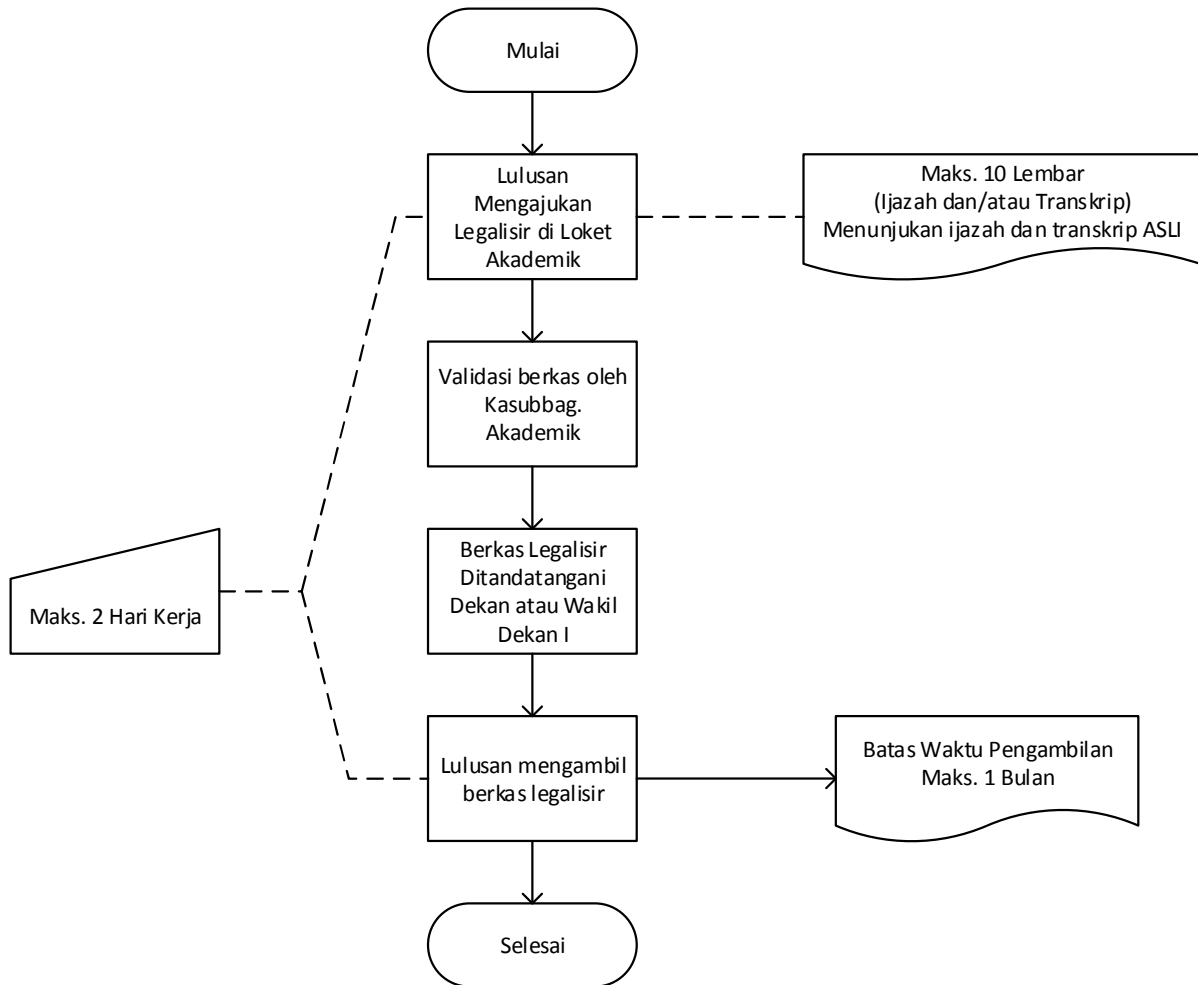 Mulai
Lulusan
Mengajukan
Legalisir di Loket
Akademik
Maks. 10 Lembar
(Ijazah dan/atau Transkrip)
Menunjukan ijazah dan transkrip ASLI
Validasi berkas oleh
Kasubbag.
Akademik
Berkas Legalisir
Ditandatangani
Dekan atau Wakil
Dekan I
Maks. 2 Hari Kerja
Lulusan mengambil
berkas legalisir
Batas Waktu Pengambilan
Maks. 1 Bulan
Selesai